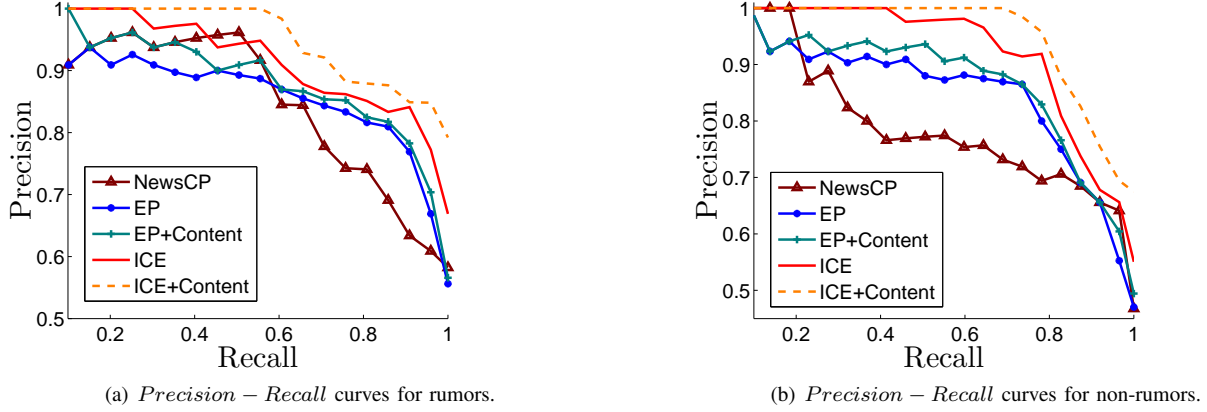 1
0.9
0.8
0.7
0.6
0.5
Precision
NewsCP
EP
EP+Content
ICE
ICE+Content
0.2 0.4 0.6 0.8 1
Recall
(a) Precision − Recall curves for rumors.
1
0.9
0.8
0.7
0.6
0.5
Precision
NewsCP
EP
EP+Content
ICE
ICE+Content
0.2 0.4 0.6 0.8 1
Recall
(b) Precision − Recall curves for non-rumors.